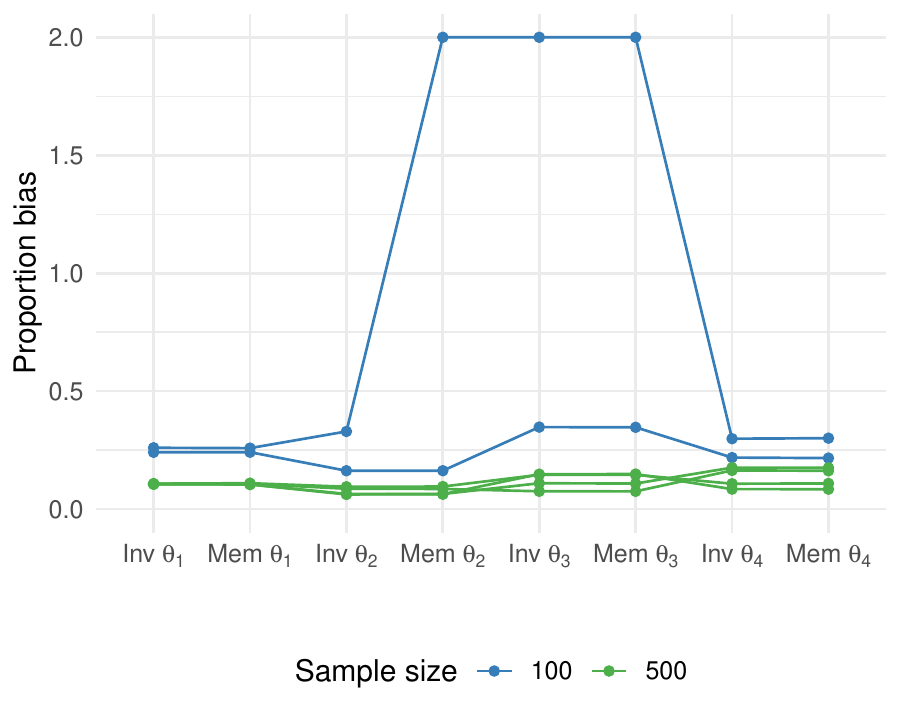 2.0
1.5
1.0
0.5
0.0
Proportion bias
Inv θ₁ Mem θ₁ Inv θ₂ Mem θ₂ Inv θ₃ Mem θ₃ Inv θ₄ Mem θ₄
Sample size 100 500